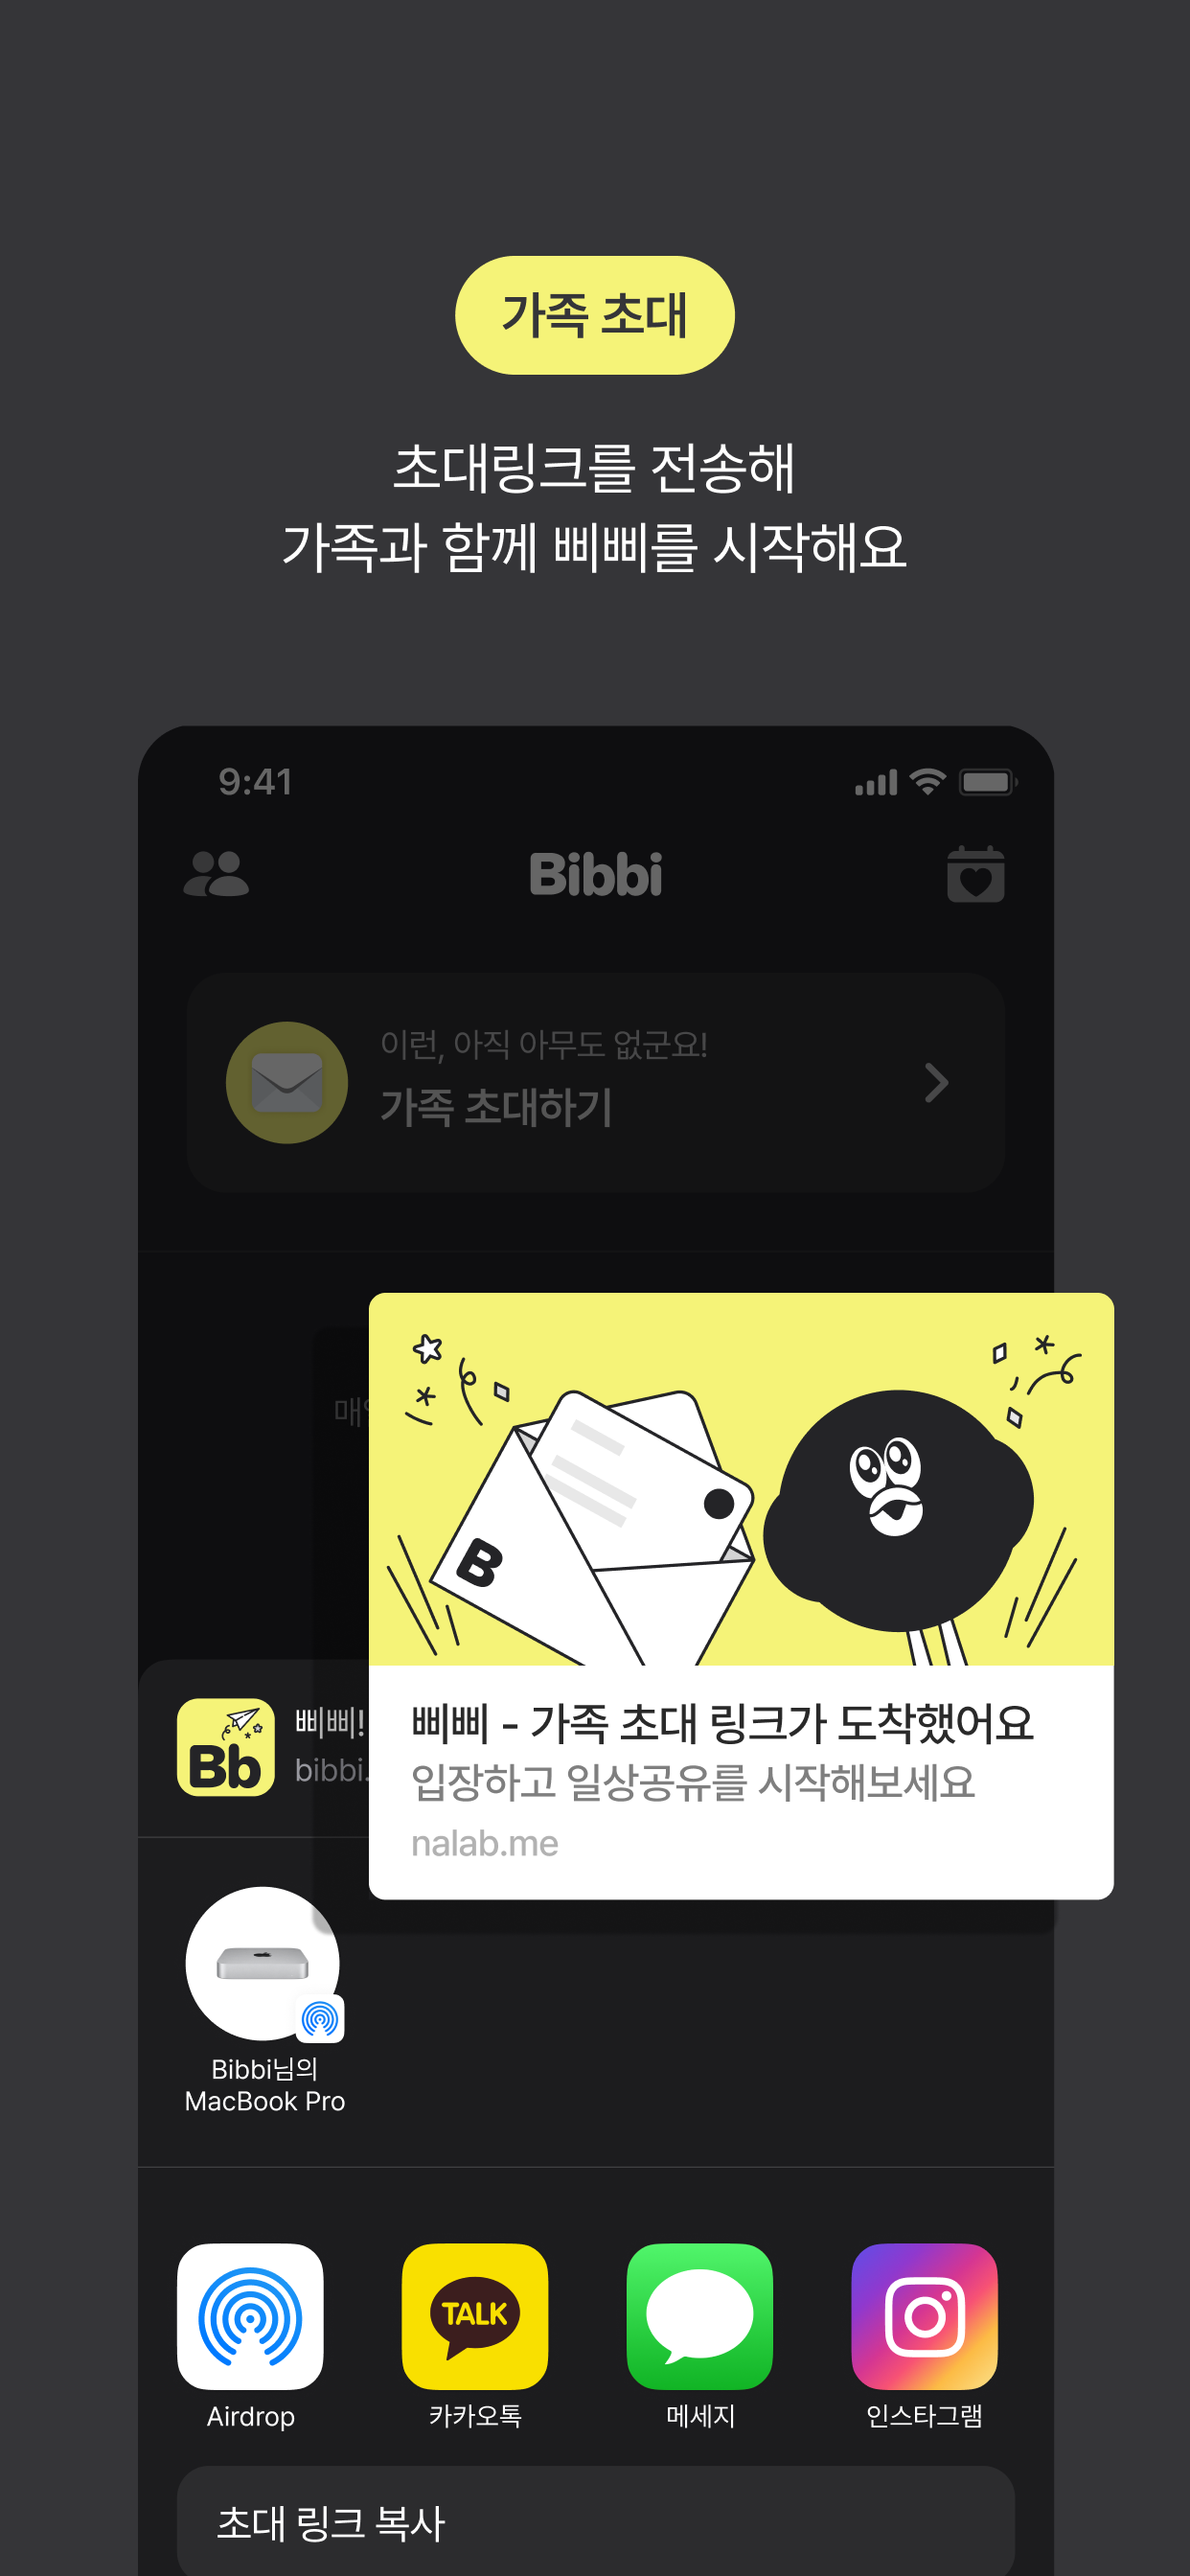 가족 초대
초대링크를 전송해
가족과 함께 삐삐를 시작해요
9:41
Bibbi
이런, 아직 아무도 없군요!
가족 초대하기
B
삐삐 - 가족 초대 링크가 도착했어요
입장하고 일상공유를 시작해보세요
nalab.me
Bb
삐삐!
bibbi.
Bibbi님의
MacBook Pro
TALK
Airdrop 카카오톡 메세지 인스타그램
초대 링크 복사